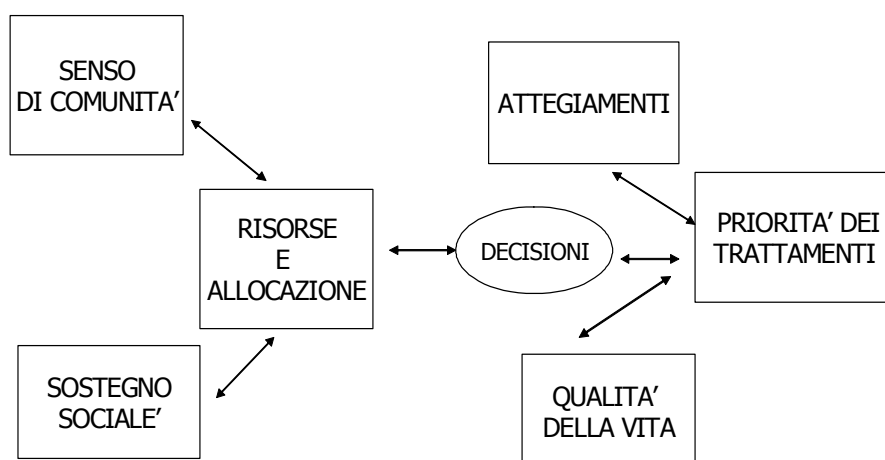 SENSO
DI COMUNITA’
ATTEGIAMENTI
RISORSE
E
ALLOCAZIONE
DECISIONI
PRIORITA’ DEI
TRATTAMENTI
SOSTEGNO
SOCIALE’
QUALITA’
DELLA VITA